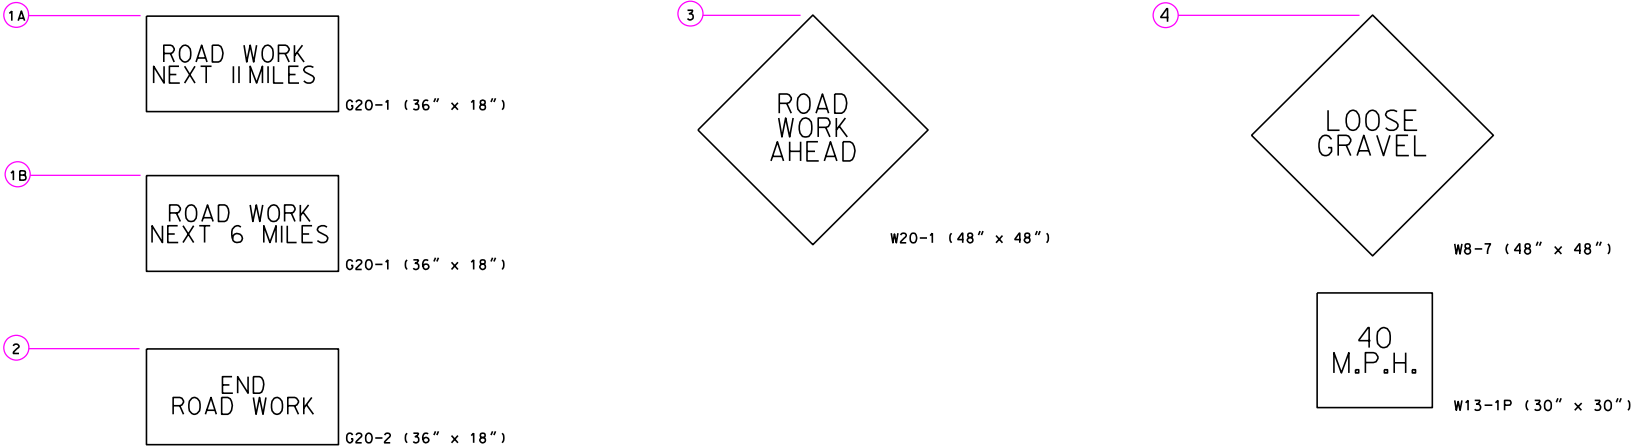 1A
ROAD WORK
NEXT 11 MILES
G20-1 (36" x 18")
1B
ROAD WORK
NEXT 6 MILES
G20-1 (36" x 18")
2
END
ROAD WORK
G20-2 (36" x 18")
3
ROAD
WORK
AHEAD
W20-1 (48" x 48")
4
LOOSE
GRAVEL
W8-7 (48" x 48")
40
M.P.H.
W13-1P (30" x 30")